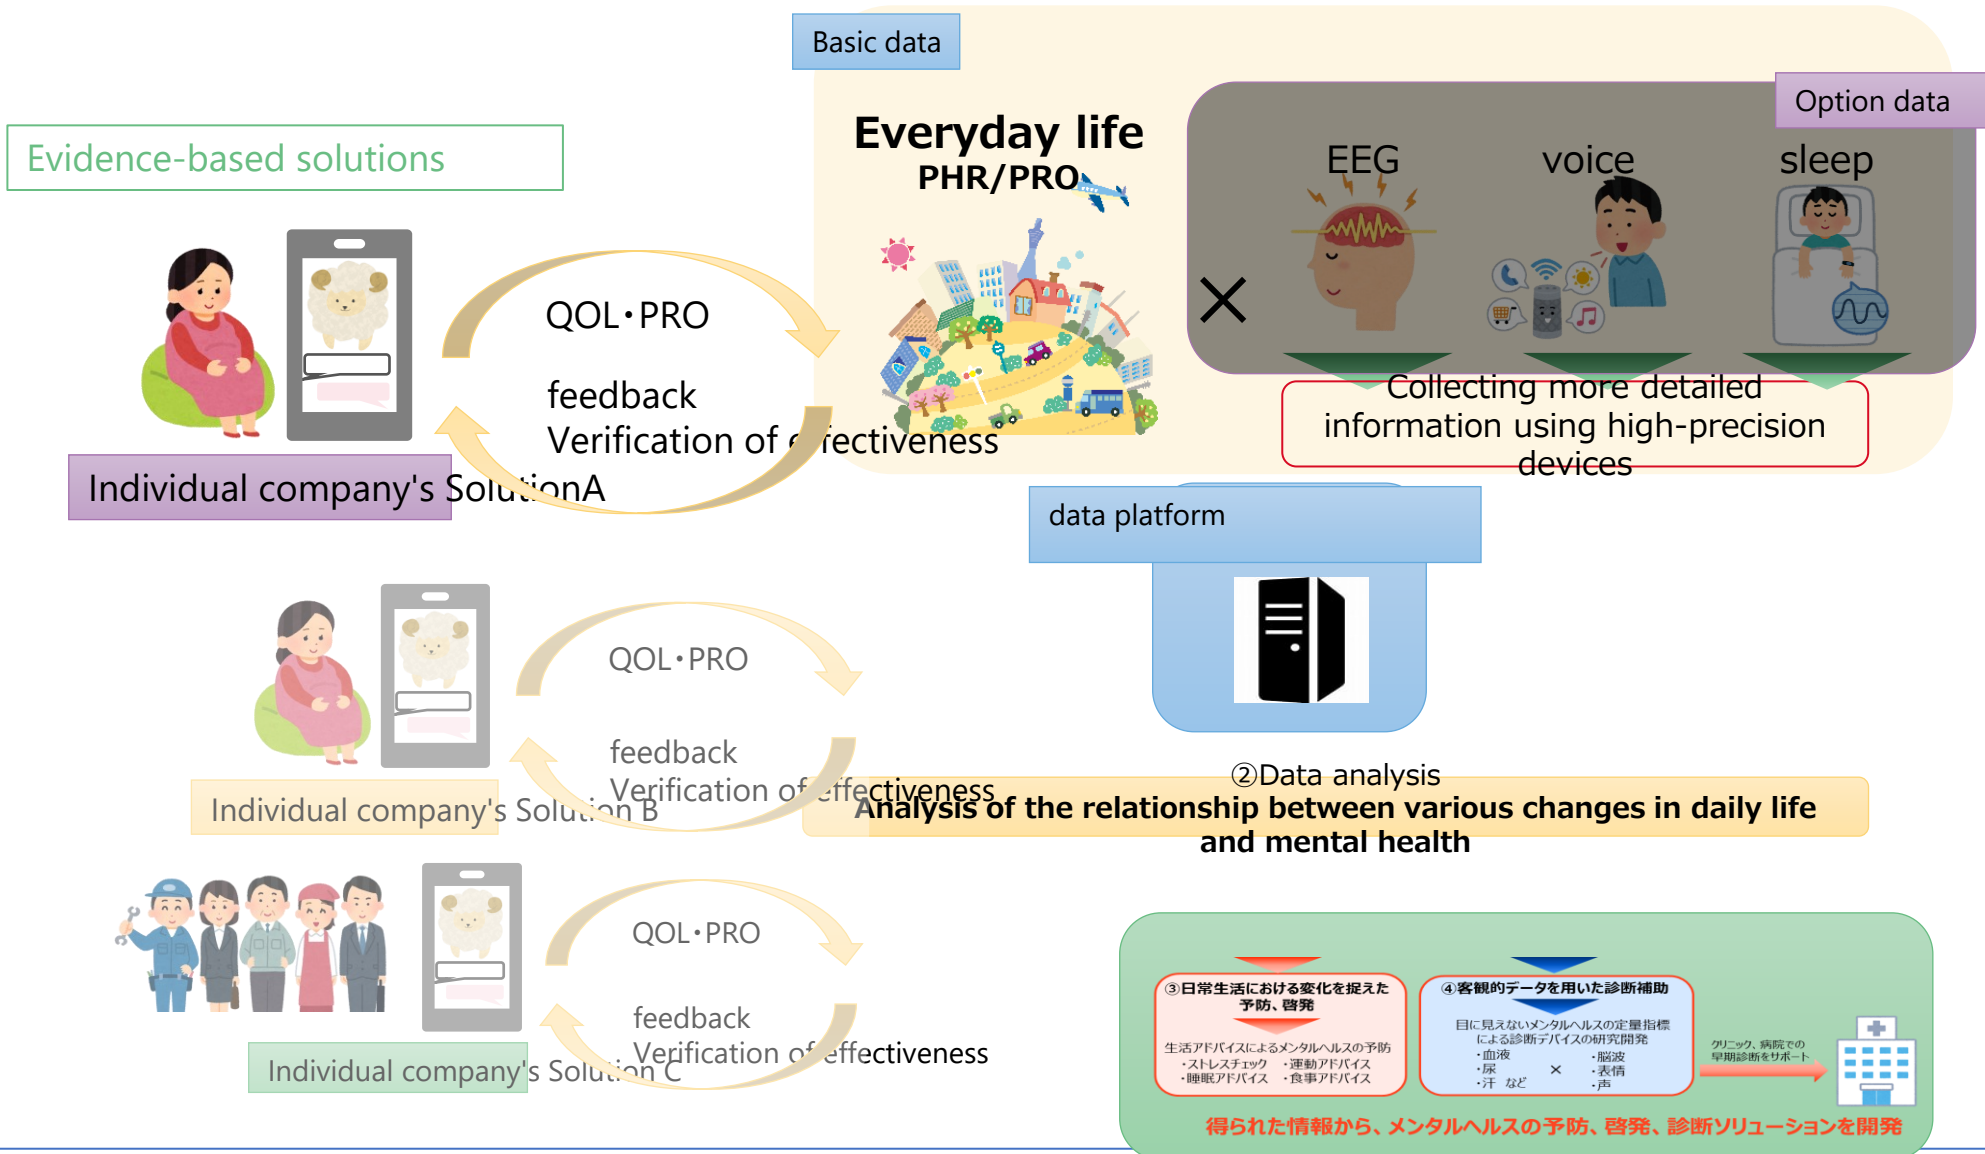 Basic data
Option data
Evidence-based solutions
Everyday life
PHR/PRO
EEG
voice
sleep
×
QOL・PRO
feedback
Verification of effectiveness
Collecting more detailed
information using high-precision
devices
Individual company's SolutionA
data platform
QOL・PRO
feedback
Verification of effectiveness
Individual company's Solution B
②Data analysis
Analysis of the relationship between various changes in daily life
and mental health
QOL・PRO
feedback
Verification of effectiveness
Individual company's Solution C
③日常生活における変化を捉えた
予防、啓発
生活アドバイスによるメンタルヘルスの予防
・ストレスチェック ・運動アドバイス
・睡眠アドバイス ・食事アドバイス
④客観的データを用いた診断補助
目に見えないメンタルヘルスの定量指標
による診断デバイスの研究開発
・血液 ・脳波
・尿 × ・表情
・汗 など ・声
クリニック、病院での
早期診断をサポート
得られた情報から、メンタルヘルスの予防、啓発、診断ソリューションを開発